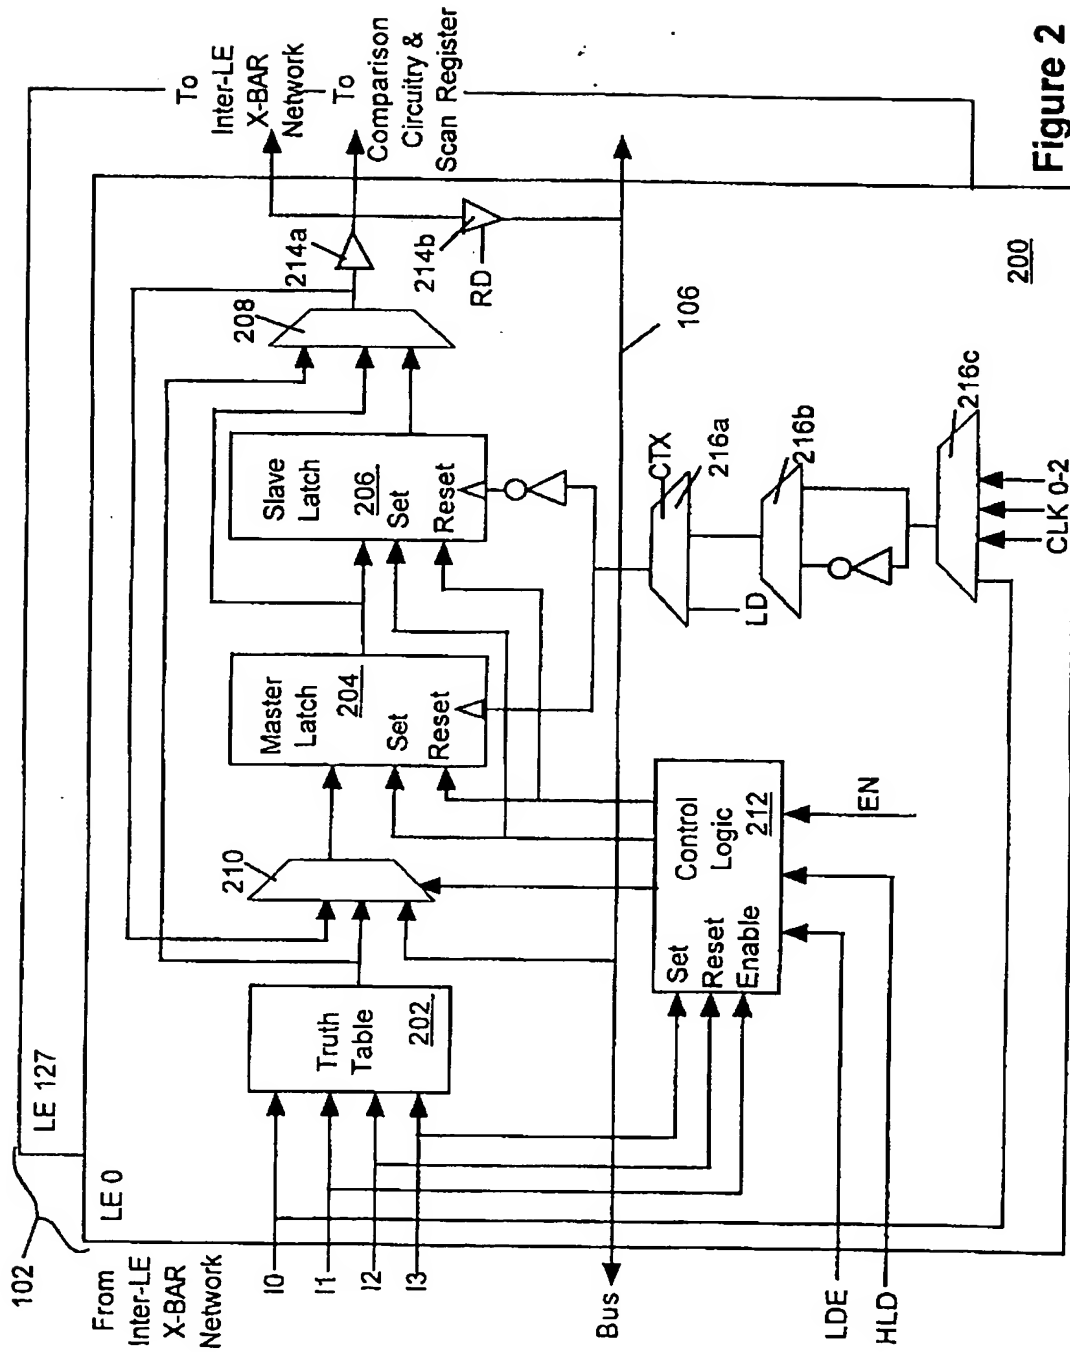 102
LE 127
LE 0
From
Inter-LE
X-BAR
Network
I0
I1
I2
I3
Bus
LDE
HLD
Truth
Table
202
210
Set
Reset
Enable
Control
Logic
212
EN
Master
Latch
204
Set
Reset
Slave
Latch
206
Set
Reset
208
214a
214b
RD
106
CTX
216a
LD
216b
216c
CLK 0-2
To
Inter-LE
X-BAR
Network
To
Comparison
Circuitry &
Scan Register
200
Figure 2